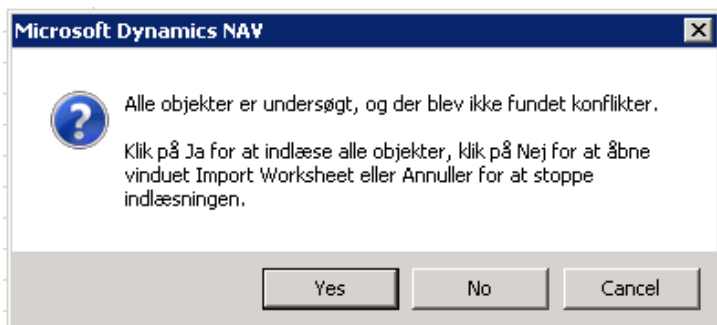 Microsoft Dynamics NAV
Alle objekter er undersøgt, og der blev ikke fundet konflikter.
Klik på Ja for at indlæse alle objekter, klik på Nej for at åbne
vinduet Import Worksheet eller Annuller for at stoppe
indlæsningen.
Yes
No
Cancel